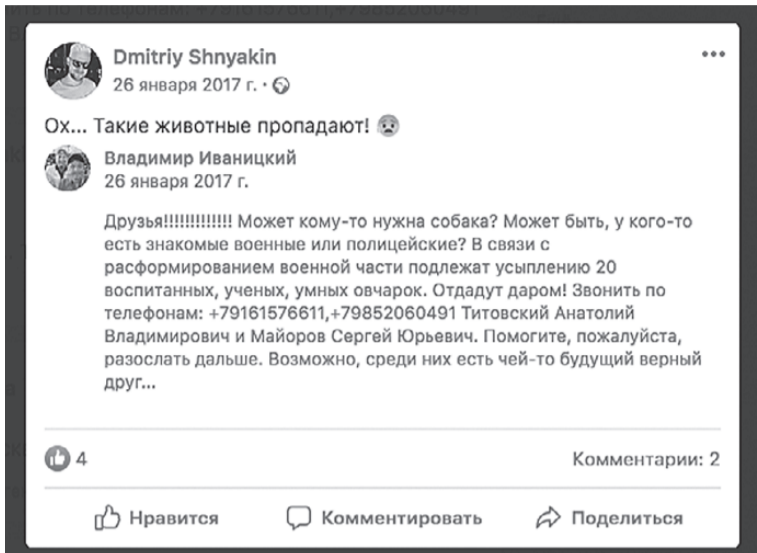 Dmitriy Shnyakin
26 января 2017 г. ·
Ох... Такие животные пропадают!
Владимир Иваницкий
26 января 2017 г.
Друзья!!!!!!!!!!!!! Может кому-то нужна собака? Может быть, у кого-то
есть знакомые военные или полицейские? В связи с
расформированием военной части подлежат усыплению 20
воспитанных, ученых, умных овчарок. Отдадут даром! Звонить по
телефонам: +79161576611,+79852060491 Титовский Анатолий
Владимирович и Майоров Сергей Юрьевич. Помогите, пожалуйста,
разослать дальше. Возможно, среди них есть чей-то будущий верный
друг...
4
Комментарии: 2
Нравится
Комментировать
Поделиться